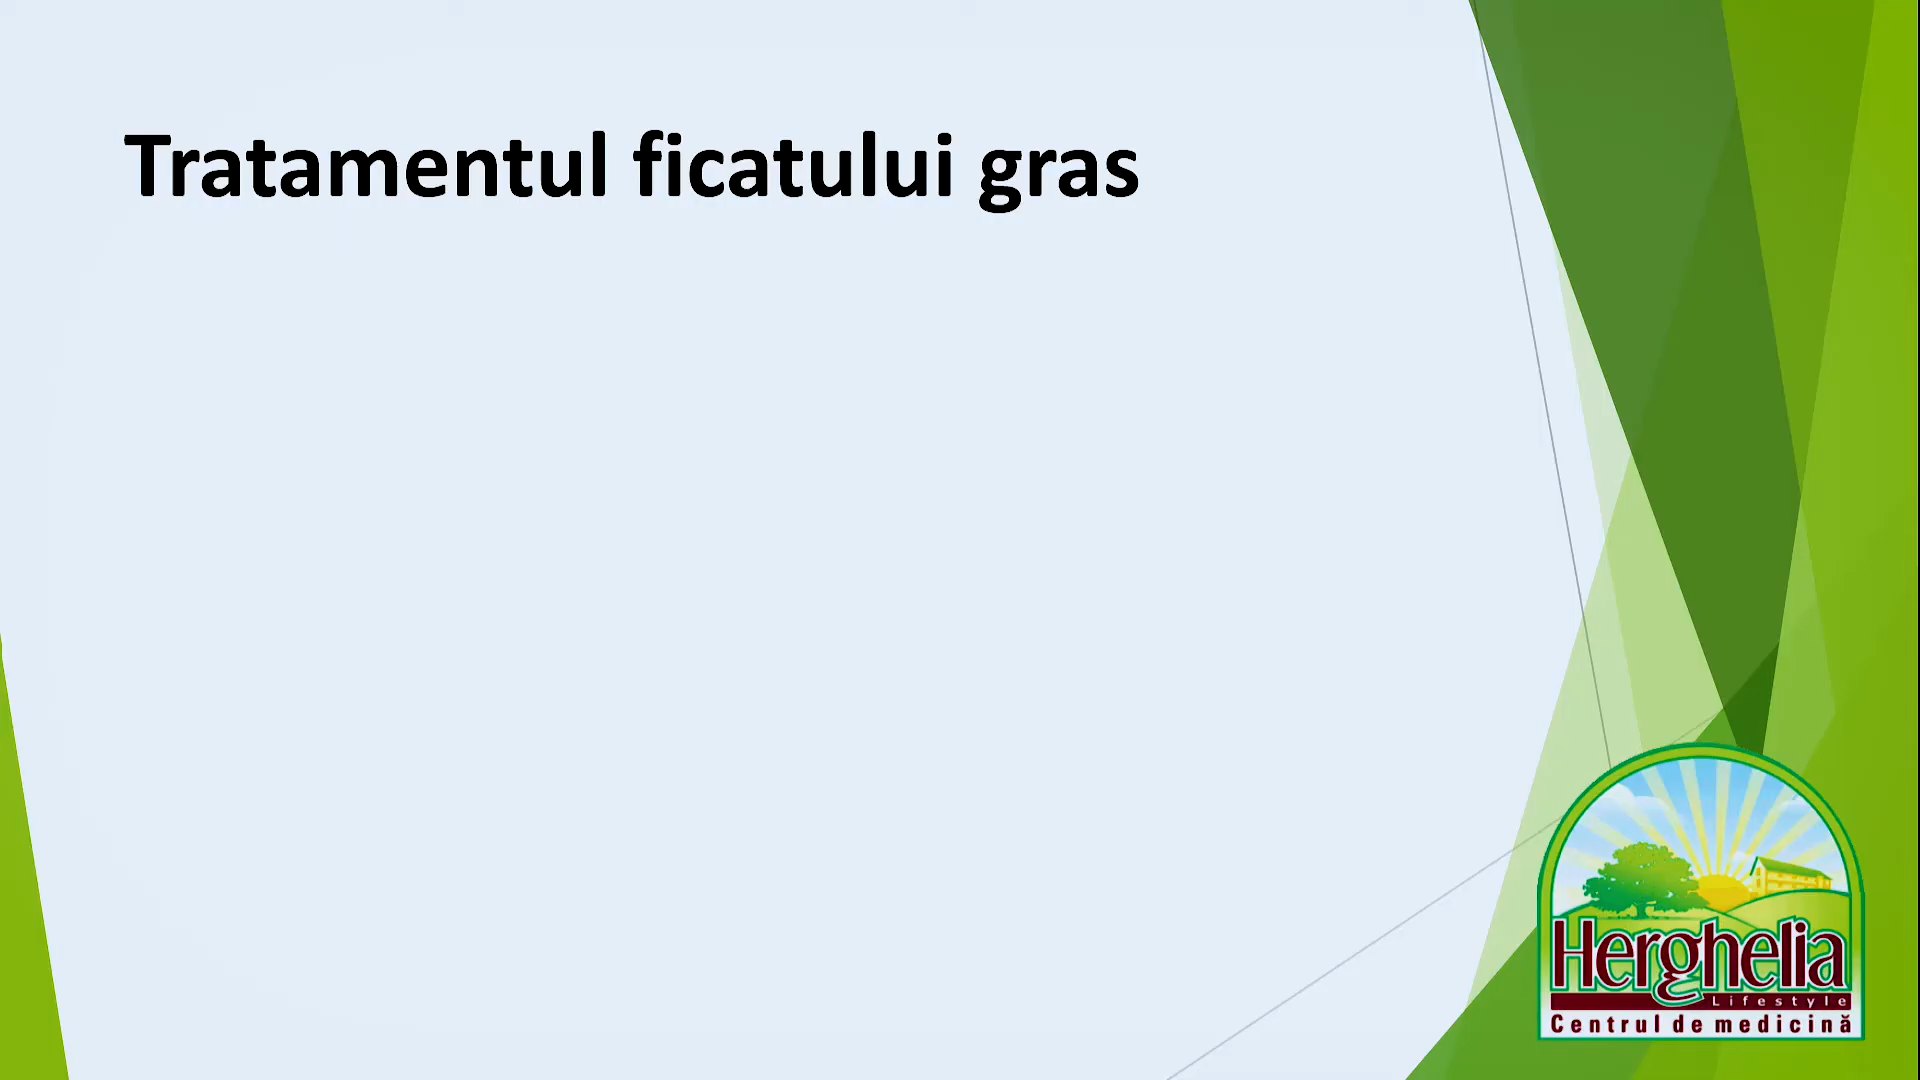 Tratamentul ficatului gras
Herghelia
Lifestyle
Centrul de medicină